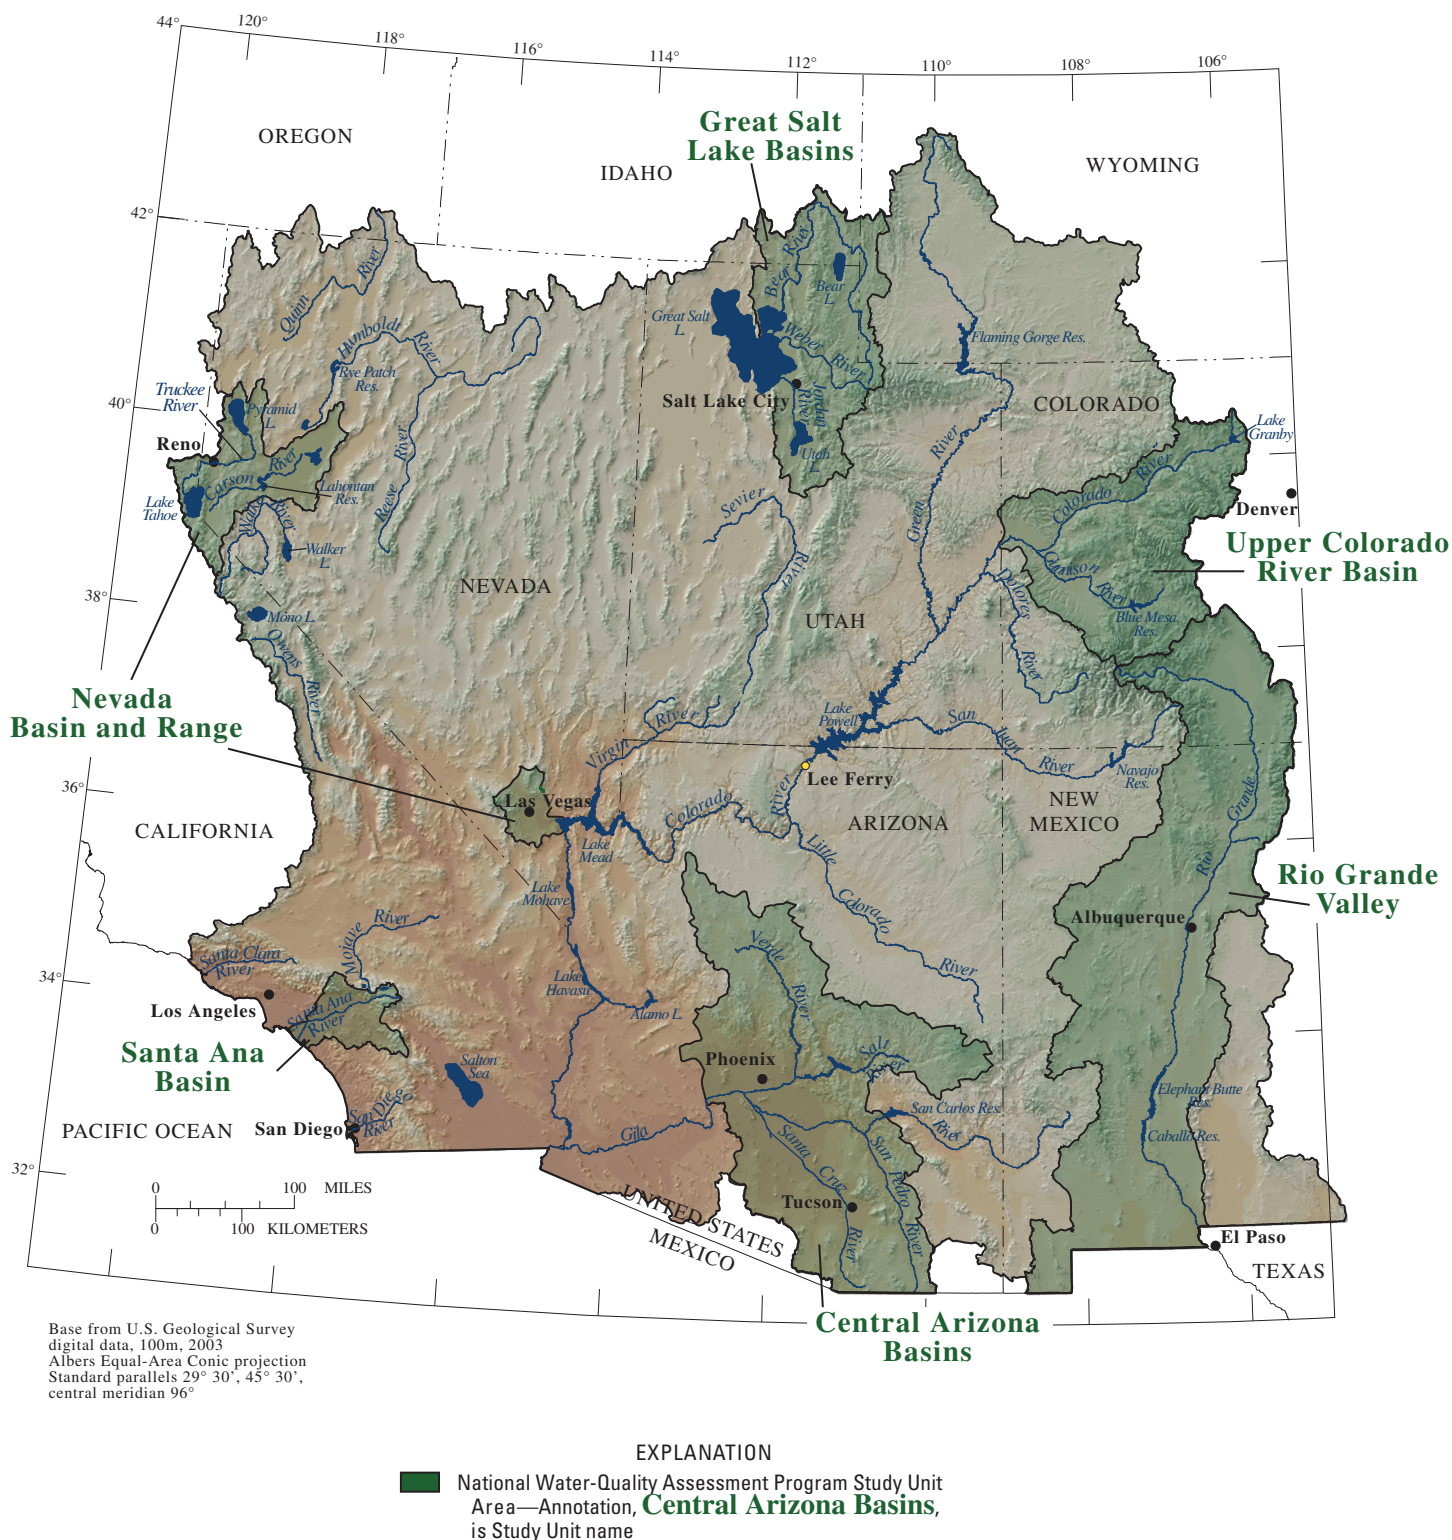 44°
120°
118°
116°
114°
112°
110°
108°
106°
42°
40°
38°
36°
34°
32°
OREGON
IDAHO
WYOMING
Great Salt
Lake Basins
Quinn
River
Humboldt
River
Rye Patch
Res.
Reese
River
Truckee
River
Pyramid
L.
Reno
Carson
River
Lahontan
Res.
Lake
Tahoe
Walker
River
Walker
L.
Mono L.
Owens
River
NEVADA
Great Salt
L.
Bear
River
Bear
L.
Weber
River
Salt Lake City
Jordan
River
Utah
L.
Flaming Gorge Res.
COLORADO
Lake
Granby
Green
River
Colorado
River
Denver
Upper Colorado
River Basin
Gunnison
River
Blue Mesa
Res.
Dolores
River
Sevier
River
UTAH
Nevada
Basin and Range
Virgin
River
Lake
Powell
San
Juan
River
Navajo
Res.
Lee Ferry
Las Vegas
Lake
Mead
Colorado
River
ARIZONA
NEW
MEXICO
Rio
Grande
CALIFORNIA
Lake
Mohave
Little
Colorado
River
Rio Grande
Valley
Albuquerque
Mojave
River
Santa Clara
River
Los Angeles
Santa Ana
River
Santa Ana
Basin
Lake
Havasu
Alamo L.
Verde
River
Phoenix
Salt
River
Salton
Sea
San Diego
River
San Diego
PACIFIC OCEAN
Gila
San Carlos Res.
River
Elephant Butte
Res.
Caballo Res.
Santa
Cruz
River
San
Pedro
River
Tucson
UNITED STATES
MEXICO
El Paso
TEXAS
0 100 MILES
0 100 KILOMETERS
Central Arizona
Basins
Base from U.S. Geological Survey
digital data, 100m, 2003
Albers Equal-Area Conic projection
Standard parallels 29° 30’, 45° 30’,
central meridian 96°
EXPLANATION
National Water-Quality Assessment Program Study Unit
Area—Annotation, Central Arizona Basins,
is Study Unit name